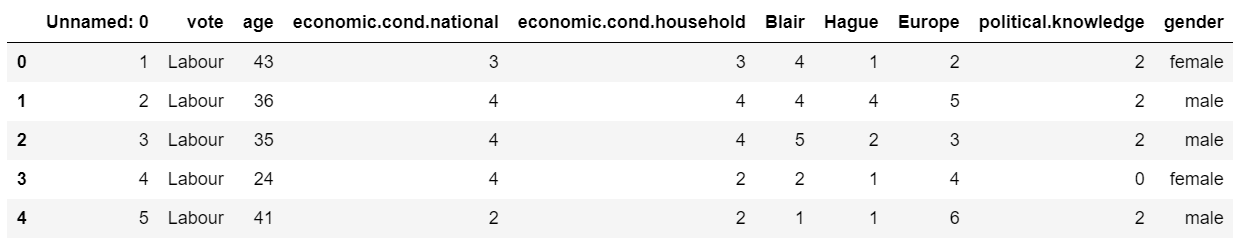 Unnamed: 0 vote age economic.cond.national economic.cond.household Blair Hague Europe political.knowledge gender
0 1 Labour 43 3 3 4 1 2 2 female
1 2 Labour 36 4 4 4 4 5 2 male
2 3 Labour 35 4 4 5 2 3 2 male
3 4 Labour 24 4 2 2 1 4 0 female
4 5 Labour 41 2 2 1 1 6 2 male